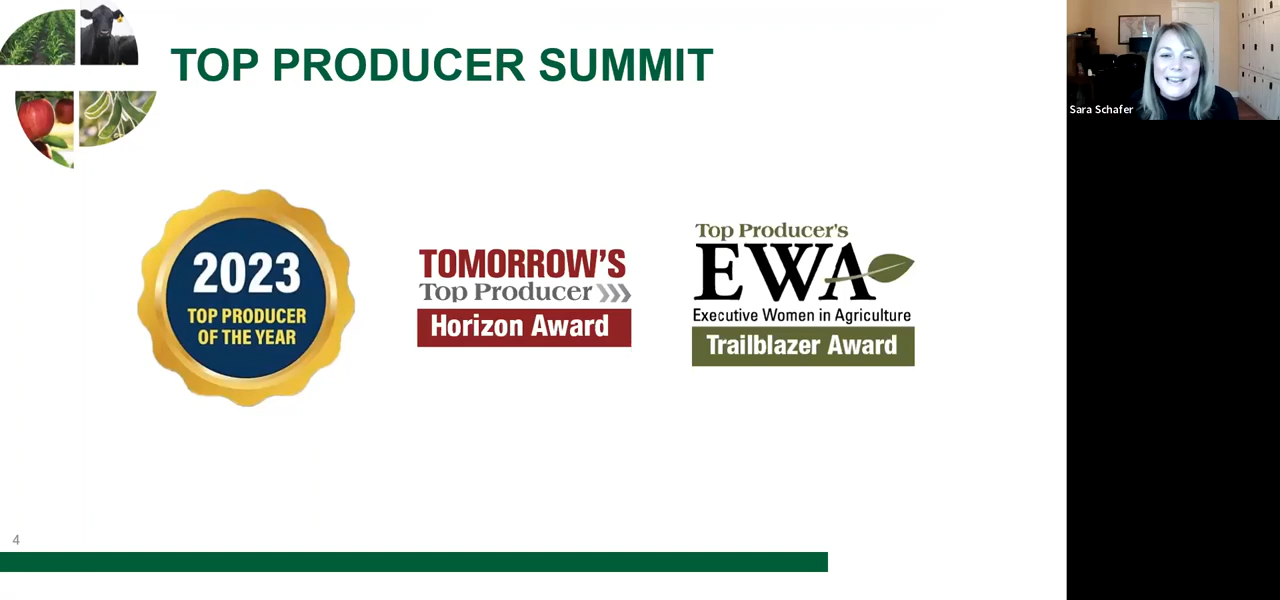 TOP PRODUCER SUMMIT
Sara Schafer
2023
TOP PRODUCER
OF THE YEAR
TOMORROW'S
Top Producer
Horizon Award
Top Producer's
EWA
Executive Women in Agriculture
Trailblazer Award
4